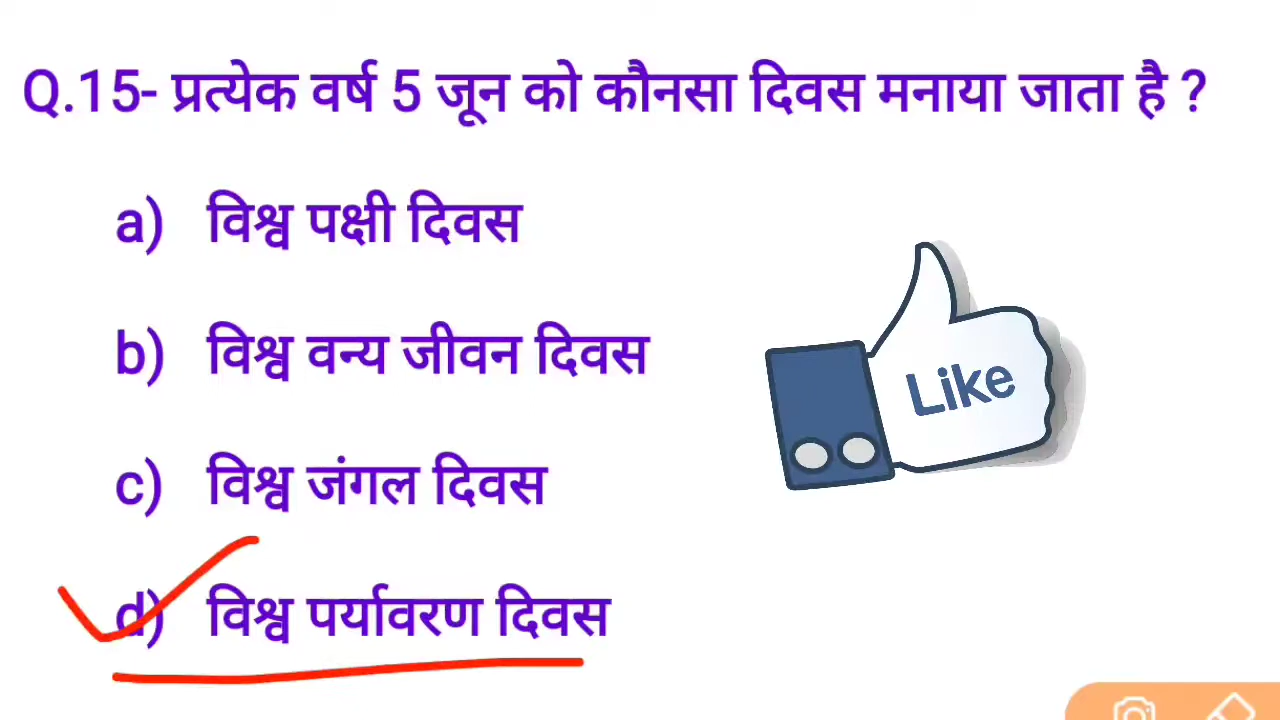 Q.15- प्रत्येक वर्ष 5 जून को कौनसा दिवस मनाया जाता है ?
a) विश्व पक्षी दिवस
b) विश्व वन्य जीवन दिवस
Like
c) विश्व जंगल दिवस
d) विश्व पर्यावरण दिवस